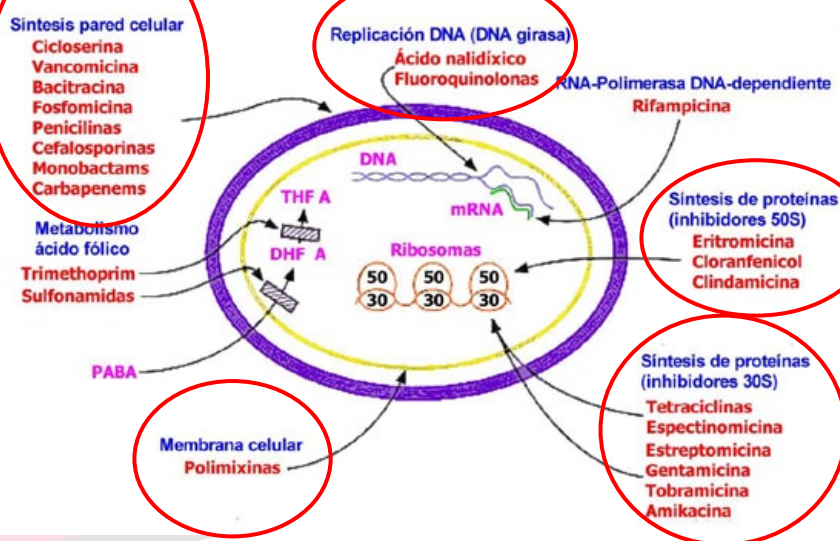 Síntesis pared celular
Cicloserina
Vancomicina
Bacitracina
Fosfomicina
Penicilinas
Cefalosporinas
Monobactams
Carbapenems
Replicación DNA (DNA girasa)
Ácido nalidíxico
Fluoroquinolonas
RNA-Polimerasa DNA-dependiente
Rifampicina
DNA
mRNA
THF A
DHF A
Ribosomas
50 50 50
30 30 30
Metabolismo
ácido fólico
Trimethoprim
Sulfonamidas
PABA
Síntesis de proteínas
(inhibidores 50S)
Eritromicina
Cloranfenicol
Clindamicina
Síntesis de proteínas
(inhibidores 30S)
Tetraciclinas
Espectinomicina
Estreptomicina
Gentamicina
Tobramicina
Amikacina
Membrana celular
Polimixinas